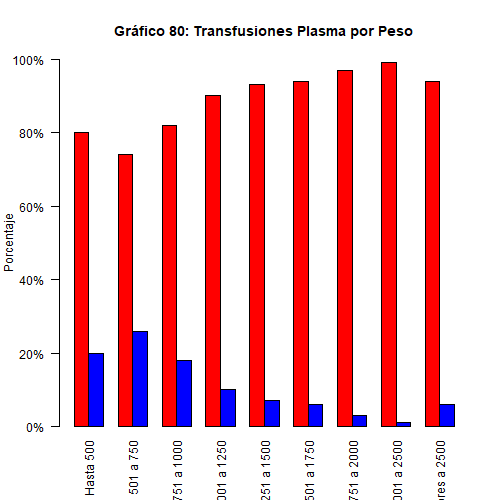 Gráfico 80: Transfusiones Plasma por Peso
Porcentaje
100%
80%
60%
40%
20%
0%
Hasta 500
501 a 750
751 a 1000
001 a 1250
251 a 1500
501 a 1750
751 a 2000
001 a 2500
res a 2500